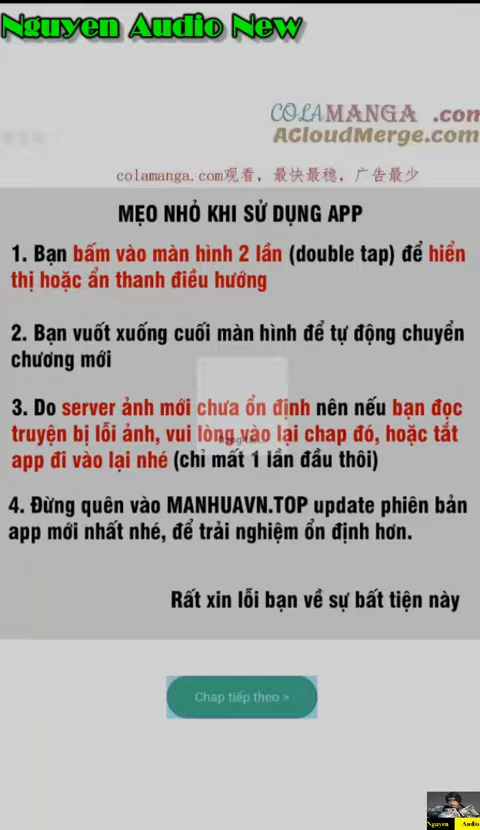 Nguyen Audio New
COLAMANGA.com
ACloudMerge.com
colamanga.com观看，最快最稳，广告最少
MẸO NHỎ KHI SỬ DỤNG APP
1. Bạn bấm vào màn hình 2 lần (double tap) để hiển
thị hoặc ẩn thanh điều hướng
2. Bạn vuốt xuống cuối màn hình để tự động chuyển
chương mới
3. Do server ảnh mới chưa ổn định nên nếu bạn đọc
truyện bị lỗi ảnh, vui lòng vào lại chap đó, hoặc tắt
app đi vào lại nhé (chỉ mất 1 lần đầu thôi)
4. Đừng quên vào MANHUAVN.TOP update phiên bản
app mới nhất nhé, để trải nghiệm ổn định hơn.
Rất xin lỗi bạn về sự bất tiện này
Chap tiếp theo >
Nguyen Audio